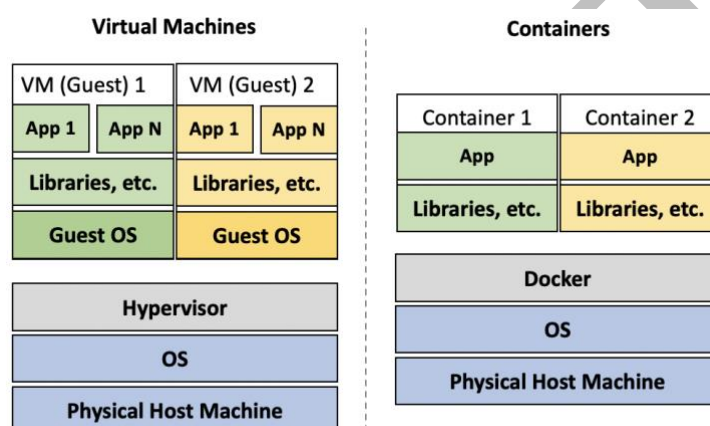 Virtual Machines
VM (Guest) 1
VM (Guest) 2
App 1
App N
App 1
App N
Libraries, etc.
Libraries, etc.
Guest OS
Guest OS
Hypervisor
OS
Physical Host Machine
Containers
Container 1
Container 2
App
App
Libraries, etc.
Libraries, etc.
Docker
OS
Physical Host Machine